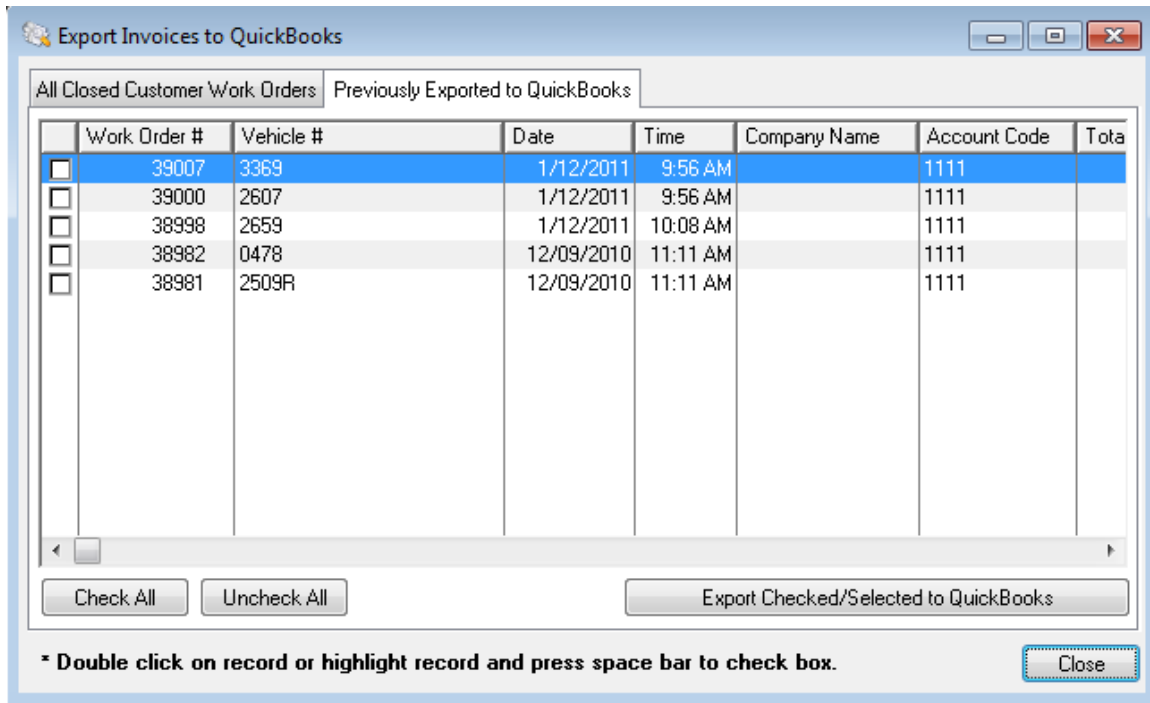 Export Invoices to QuickBooks
All Closed Customer Work Orders Previously Exported to QuickBooks
Work Order # Vehicle # Date Time Company Name Account Code Tota
39007 3369 1/12/2011 9:56 AM 1111
39000 2607 1/12/2011 9:56 AM 1111
38998 2659 1/12/2011 10:08 AM 1111
38982 0478 12/09/2010 11:11 AM 1111
38981 2509R 12/09/2010 11:11 AM 1111
Check All Uncheck All Export Checked/Selected to QuickBooks
* Double click on record or highlight record and press space bar to check box. Close